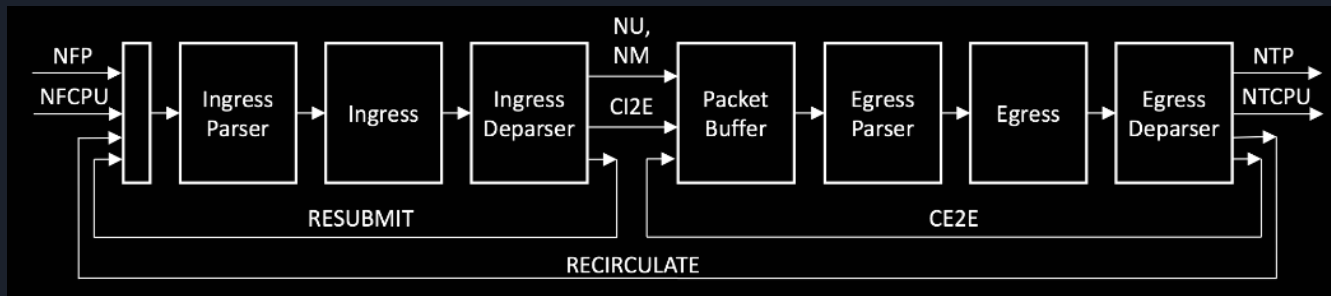 NU,
NM
NFP
NFCPU
Ingress
Parser
Ingress
Ingress
Deparser
CI2E
Packet
Buffer
Egress
Parser
Egress
Egress
Deparser
NTP
NTCPU
RESUBMIT
CE2E
RECIRCULATE